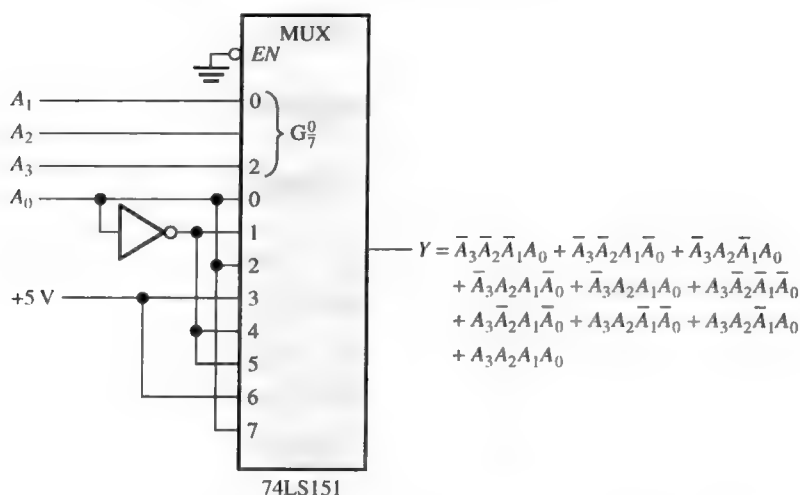 MUX
EN
A₁ 0
A₂ G 0/7
A₃ 2
A₀ 0
1
2
+5 V 3
4
5
6
7
Y = A̅₃A̅₂A̅₁A₀ + A̅₃A̅₂A₁A̅₀ + A̅₃A₂A̅₁A₀
+ A̅₃A₂A₁A̅₀ + A̅₃A₂A₁A₀ + A₃A̅₂A̅₁A̅₀
+ A₃A̅₂A₁A̅₀ + A₃A₂A̅₁A̅₀ + A₃A₂A̅₁A₀
+ A₃A₂A₁A₀
74LS151